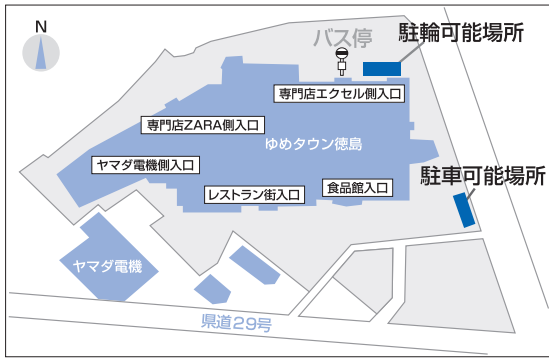 N
バス停
駐輪可能場所
専門店エクセル側入口
専門店ZARA側入口
ゆめタウン徳島
ヤマダ電機側入口
レストラン街入口
食品館入口
駐車可能場所
ヤマダ電機
県道29号